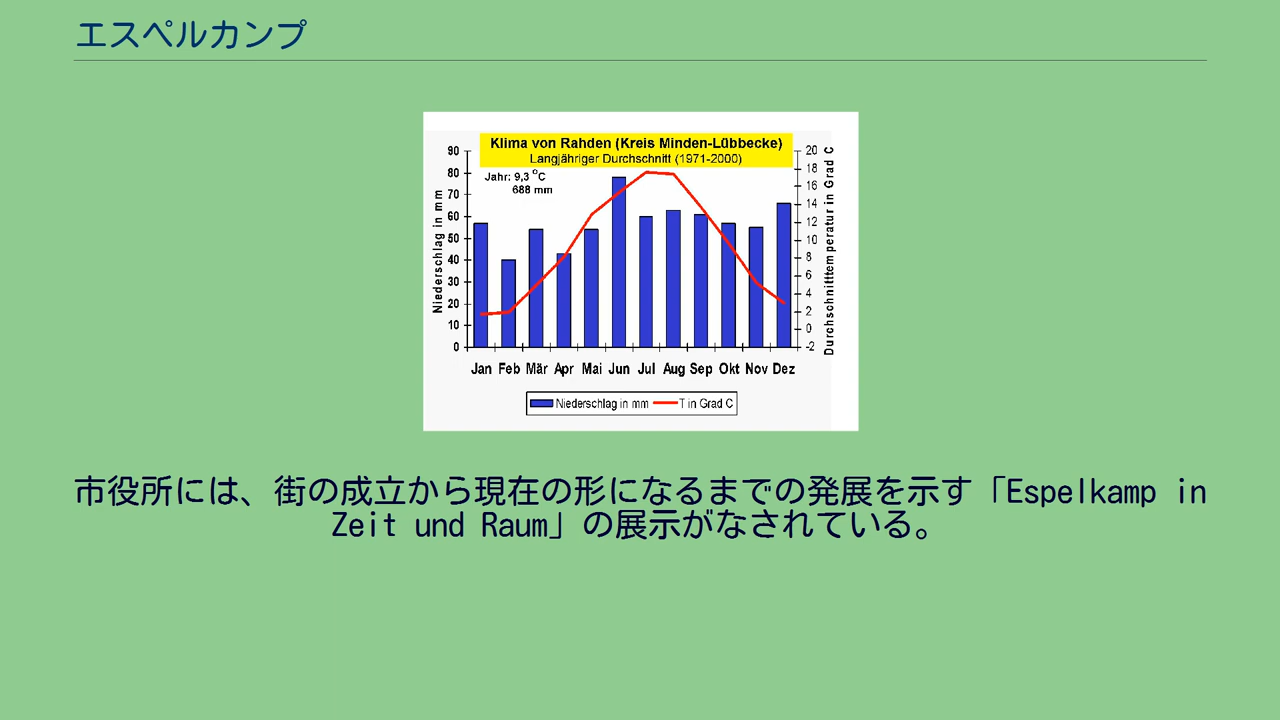 エスペルカンプ
Klima von Rahden (Kreis Minden-Lübbecke)
Langjähriger Durchschnitt (1971-2000)
Jahr: 9,3 °C
688 mm
Niederschlag in mm
90
80
70
60
50
40
30
20
10
0
20
18
16
14
12
10
8
6
4
2
0
-2
Durchschnitttemperatur in Grad C
Jan Feb Mär Apr Mai Jun Jul Aug Sep Okt Nov Dez
Niederschlag in mm T in Grad C
市役所には、街の成立から現在の形になるまでの発展を示す「Espelkamp in
Zeit und Raum」の展示がなされている。